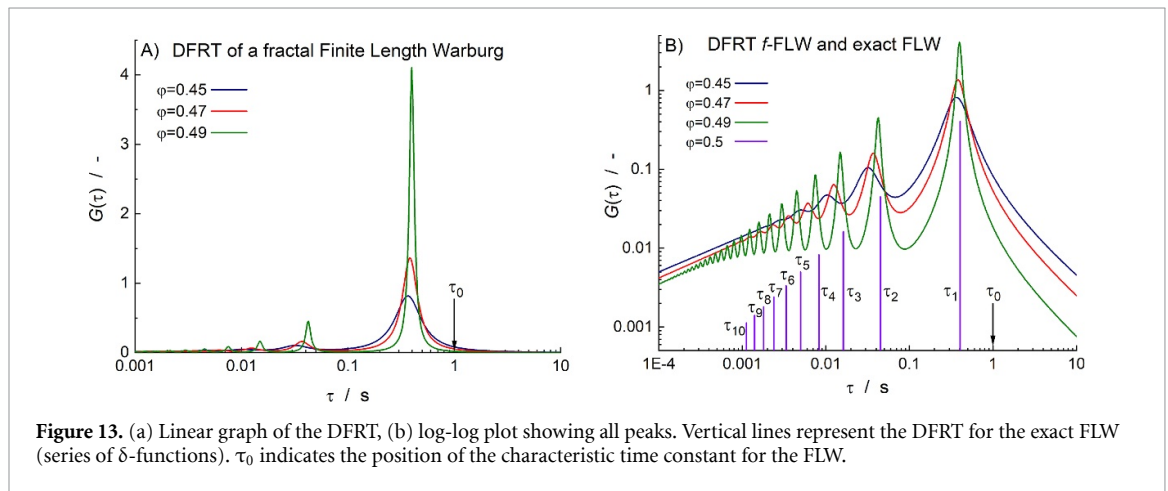 A) DFRT of a fractal Finite Length Warburg
φ=0.45
φ=0.47
φ=0.49
G(τ) / -
4
3
2
1
0
τ₀
0.001
0.01
0.1
1
10
τ / s
B) DFRT f-FLW and exact FLW
φ=0.45
φ=0.47
φ=0.49
φ=0.5
G(τ) / -
1
0.1
0.01
0.001
τ₁₀
τ₉
τ₈
τ₇
τ₆
τ₅
τ₄
τ₃
τ₂
τ₁
τ₀
1E-4
0.001
0.01
0.1
1
10
τ / s
Figure 13. (a) Linear graph of the DFRT, (b) log-log plot showing all peaks. Vertical lines represent the DFRT for the exact FLW
(series of δ-functions). τ₀ indicates the position of the characteristic time constant for the FLW.